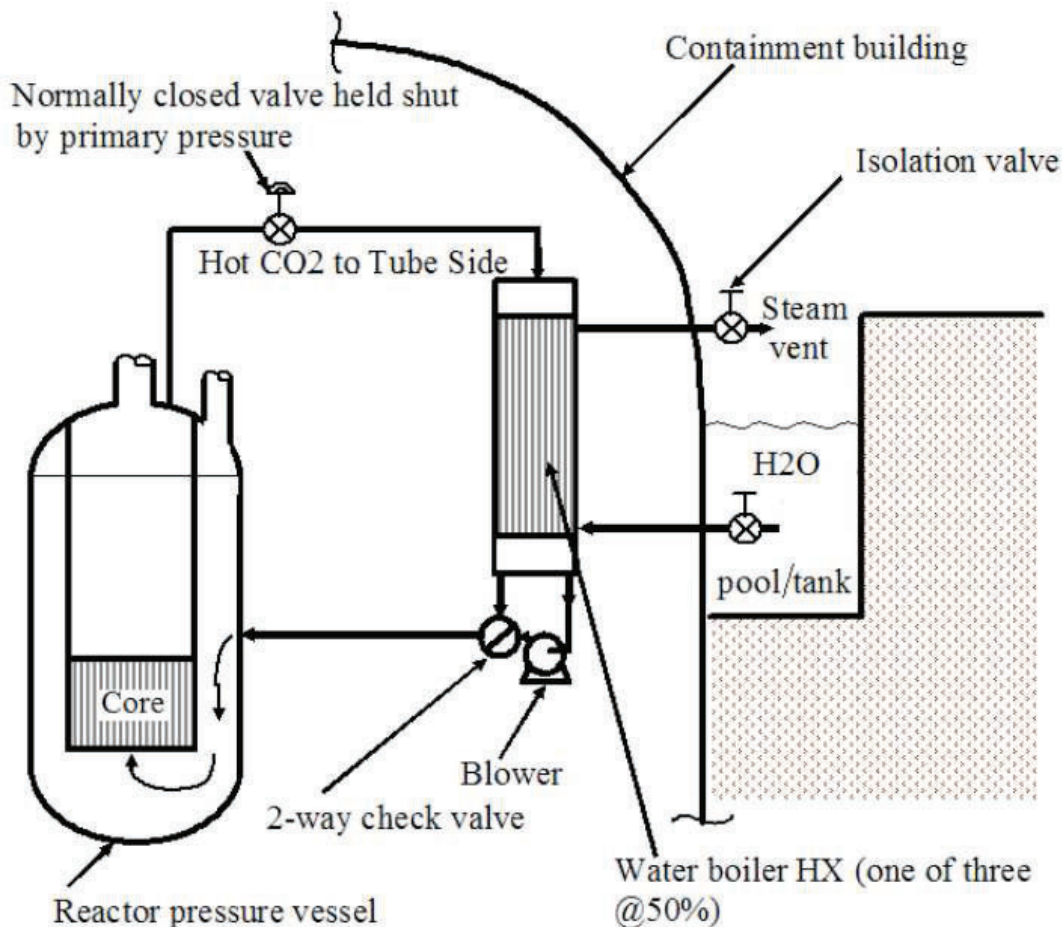 Containment building
Normally closed valve held shut
by primary pressure
Isolation valve
Hot CO2 to Tube Side
Steam
vent
H2O
pool/tank
Core
Blower
2-way check valve
Water boiler HX (one of three
@50%)
Reactor pressure vessel